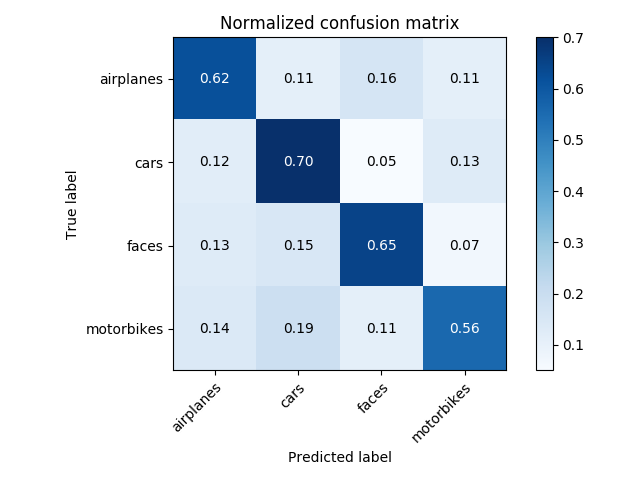 Normalized confusion matrix
True label
airplanes 0.62 0.11 0.16 0.11
cars 0.12 0.70 0.05 0.13
faces 0.13 0.15 0.65 0.07
motorbikes 0.14 0.19 0.11 0.56
airplanes cars faces motorbikes
Predicted label
0.7
0.6
0.5
0.4
0.3
0.2
0.1